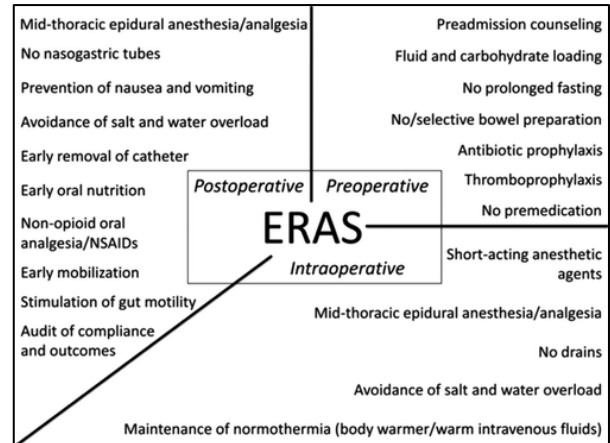 Mid-thoracic epidural anesthesia/analgesia
No nasogastric tubes
Prevention of nausea and vomiting
Avoidance of salt and water overload
Early removal of catheter
Early oral nutrition
Non-opioid oral
analgesia/NSAIDs
Early mobilization
Stimulation of gut motility
Audit of compliance
and outcomes
Preadmission counseling
Fluid and carbohydrate loading
No prolonged fasting
No/selective bowel preparation
Antibiotic prophylaxis
Thromboprophylaxis
No premedication
Postoperative
Preoperative
ERAS
Intraoperative
Short-acting anesthetic
agents
Mid-thoracic epidural anesthesia/analgesia
No drains
Avoidance of salt and water overload
Maintenance of normothermia (body warmer/warm intravenous fluids)